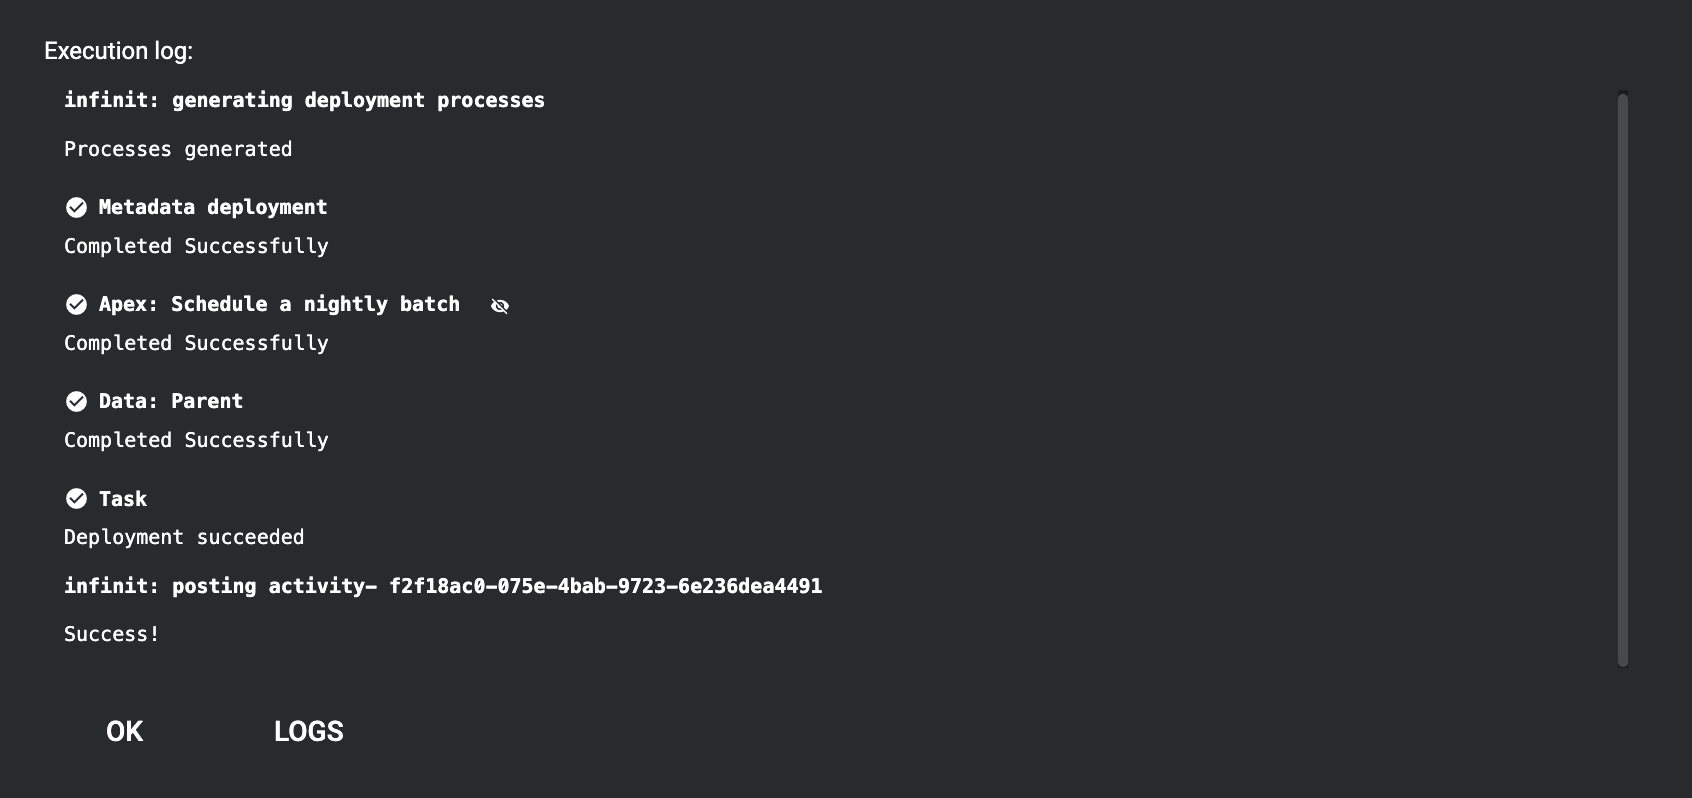 Execution log:
infinit: generating deployment processes
Processes generated
Metadata deployment
Completed Successfully
Apex: Schedule a nightly batch
Completed Successfully
Data: Parent
Completed Successfully
Task
Deployment succeeded
infinit: posting activity- f2f18ac0-075e-4bab-9723-6e236dea4491
Success!
OK LOGS